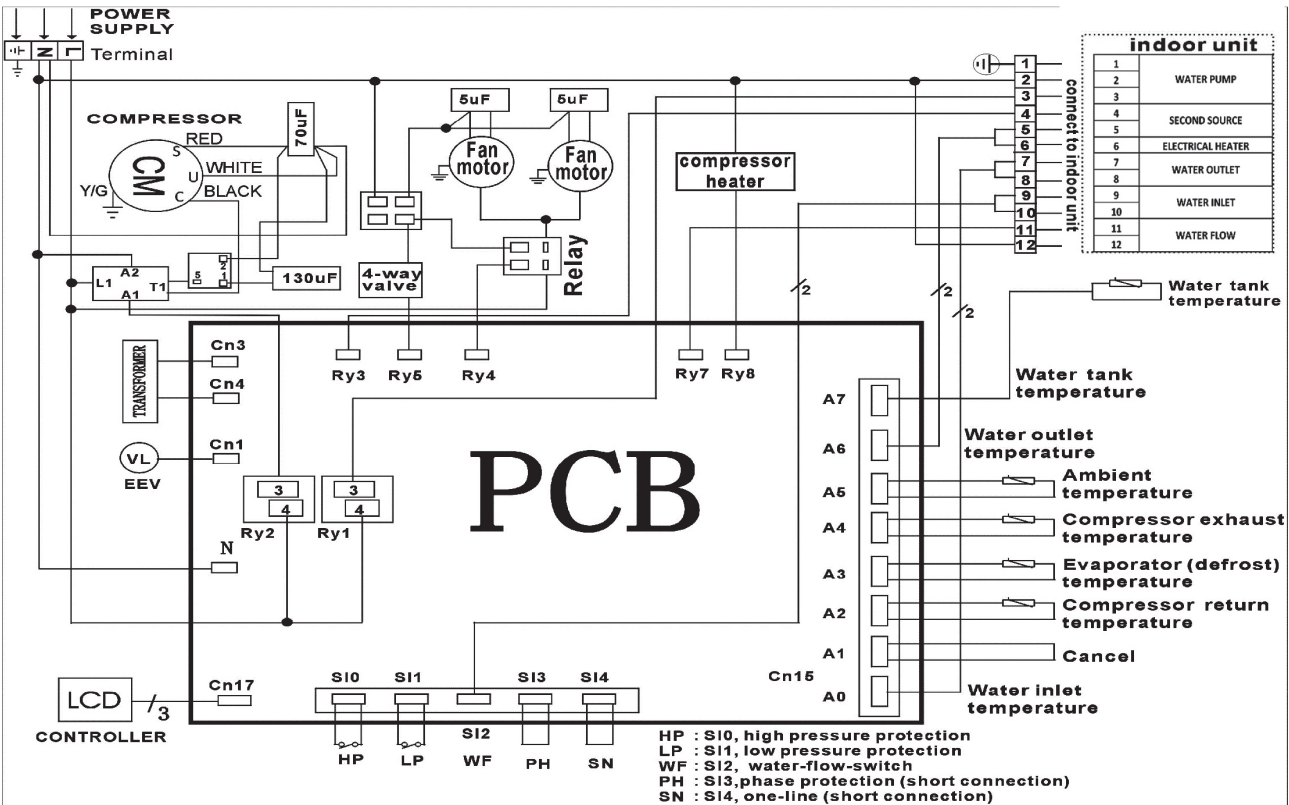 POWER
SUPPLY
N L
Terminal
COMPRESSOR
RED
S
CM
U
WHITE
C
BLACK
Y/G
70uF
5uF
5uF
Fan
motor
Fan
motor
compressor
heater
A2
L1
T1
A1
2
5
1
130uF
4-way
valve
Relay
1
2
3
4
5
6
7
8
9
10
11
12
connect to indoor unit
indoor unit
1
2 WATER PUMP
3
4 SECOND SOURCE
5
6 ELECTRICAL HEATER
7 WATER OUTLET
8
9 WATER INLET
10
11 WATER FLOW
12
2
2
2
Water tank
temperature
TRANSFORMER
Cn3
Cn4
Cn1
VL
EEV
Ry3
Ry5
Ry4
Ry7
Ry8
3
4
Ry2
3
4
Ry1
N
PCB
A7
A6
A5
A4
A3
A2
A1
A0
Cn15
Water tank
temperature
Water outlet
temperature
Ambient
temperature
Compressor exhaust
temperature
Evaporator (defrost)
temperature
Compressor return
temperature
Cancel
Water inlet
temperature
LCD
3
CONTROLLER
Cn17
SI0
SI1
SI2
SI3
SI4
HP
LP
WF
PH
SN
HP : SI0, high pressure protection
LP : SI1, low pressure protection
WF : SI2, water-flow-switch
PH : SI3,phase protection (short connection)
SN : SI4, one-line (short connection)